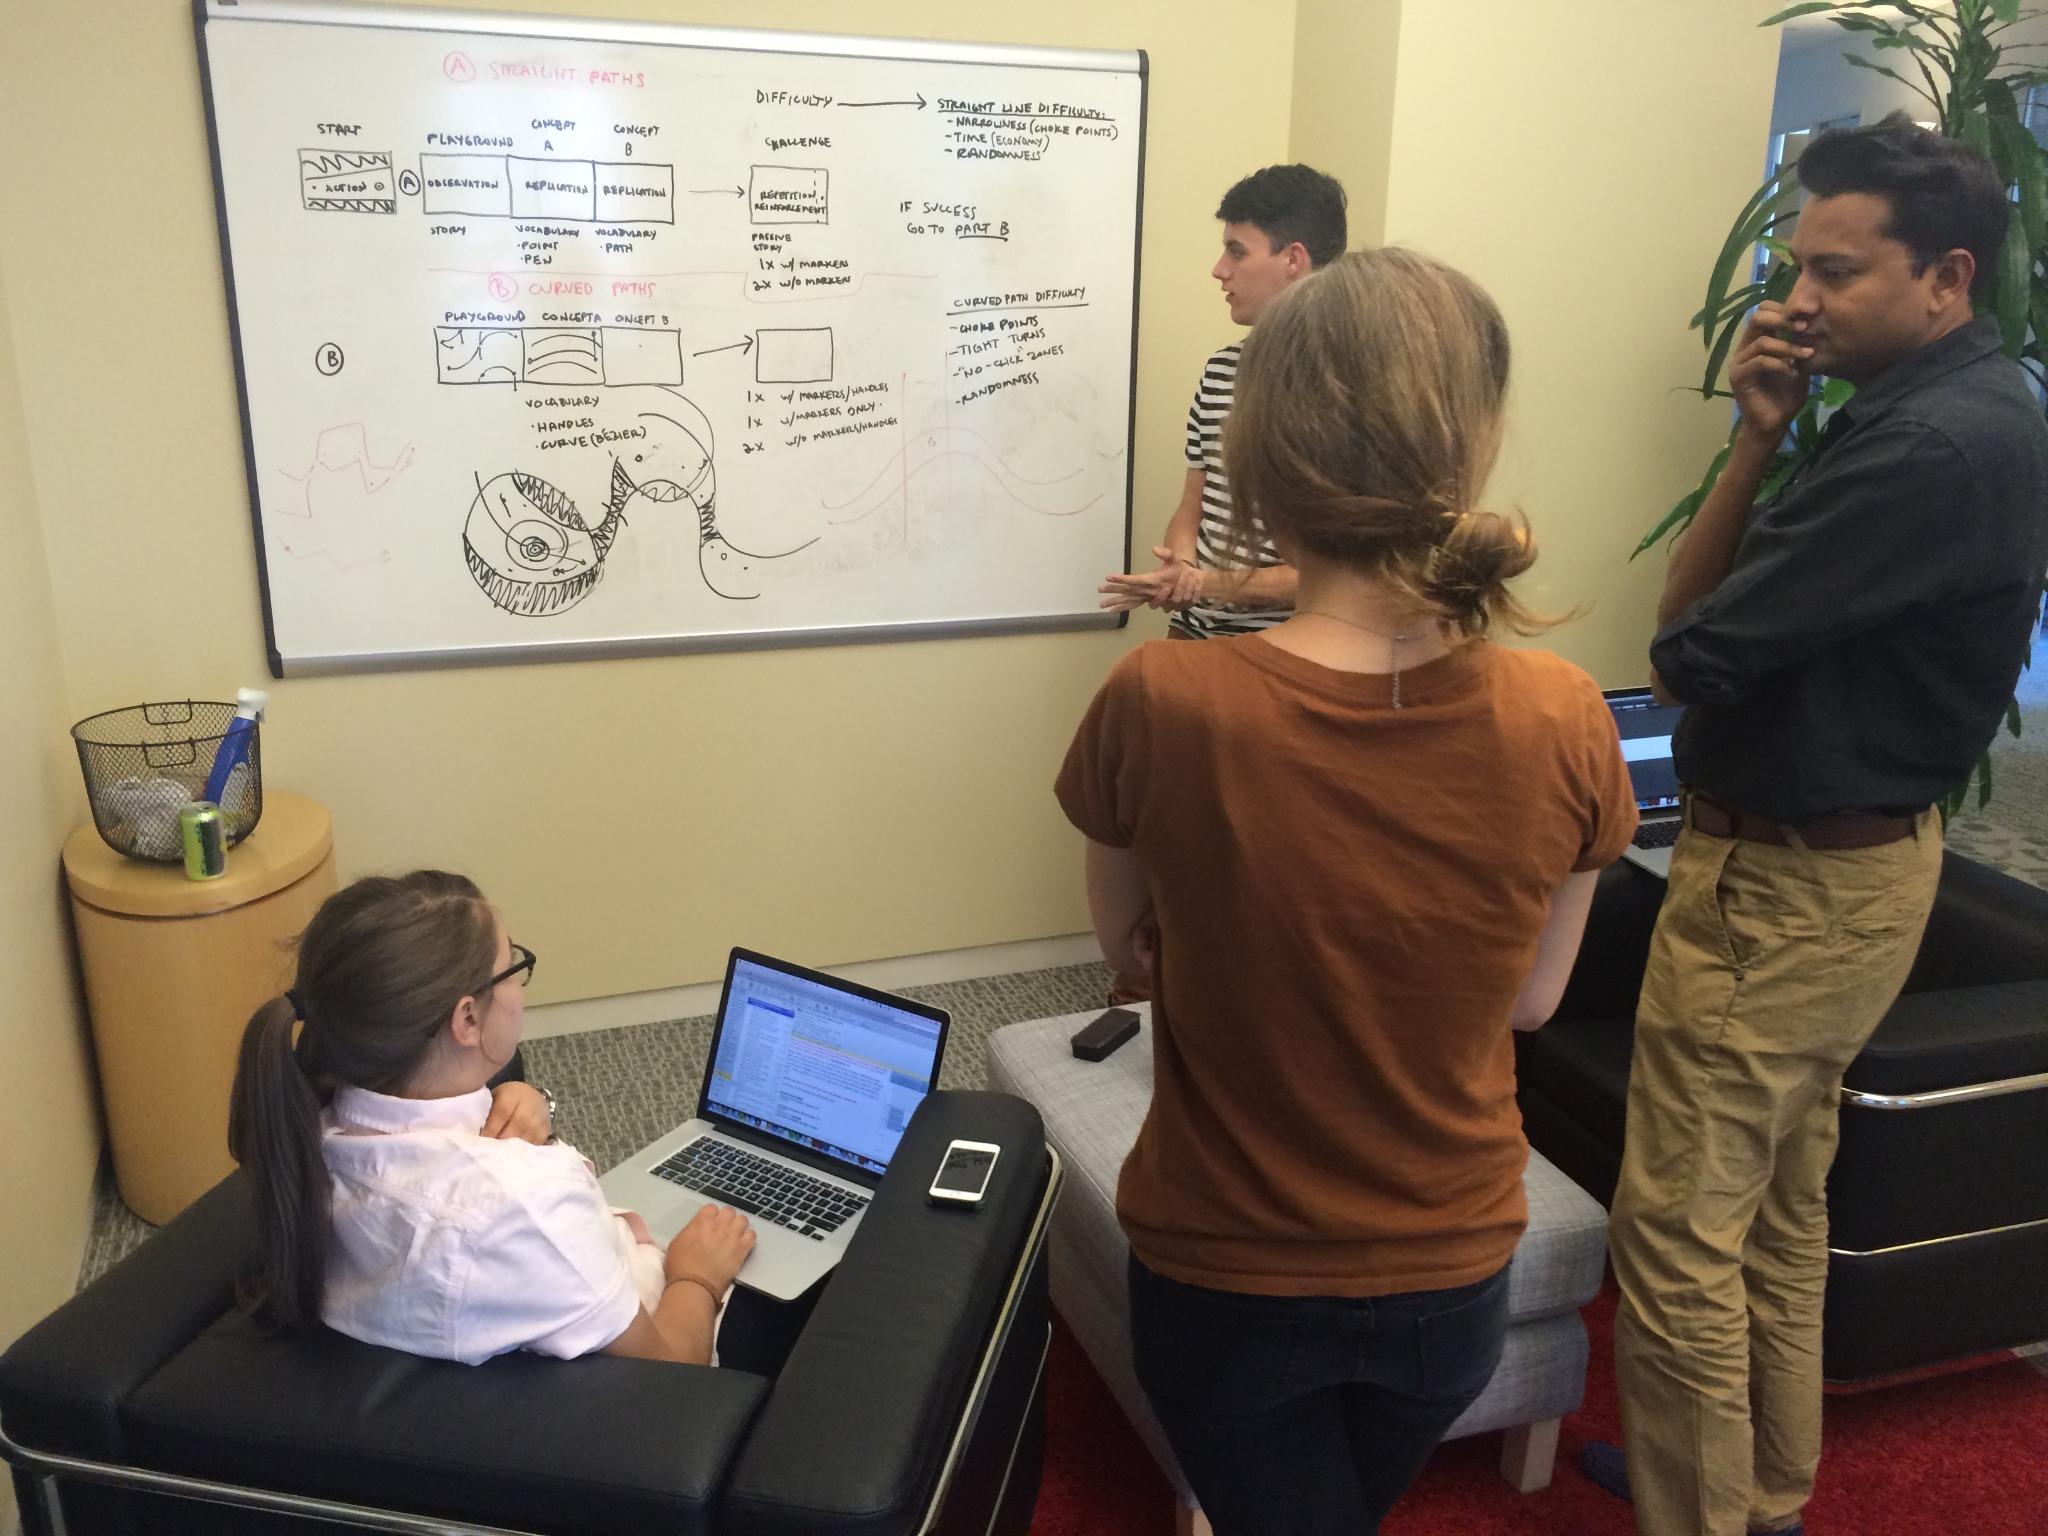 A STRAIGHT PATHS
DIFFICULTY
STRAIGHT LINE DIFFICULTY:
- NARROWNESS (CHOKE POINTS)
- TIME (ECONOMY)
- RANDOMNESS
START
PLAYGROUND
CONCEPT A
CONCEPT B
CHALLENGE
• ACTION
A
OBSERVATION
REPLICATION
REPLICATION
REPETITION
REINFORCEMENT
STORY
VOCABULARY
• POINT
• PEN
VOCABULARY
• PATH
PASSIVE
STORY
1X W/ MARKERS
2X W/O MARKERS
IF SUCCESS
GO TO PART B
B CURVED PATHS
B
PLAYGROUND
CONCEPT A
ONCEPT B
VOCABULARY
• HANDLES
• CURVE (BÉZIER)
1X W/ MARKERS/HANDLES
1X W/MARKERS ONLY.
2X W/O MARKERS/HANDLES
CURVED PATH DIFFICULTY
- CHOKE POINTS
- TIGHT TURNS
- "NO-CLICK" ZONES
- RANDOMNESS